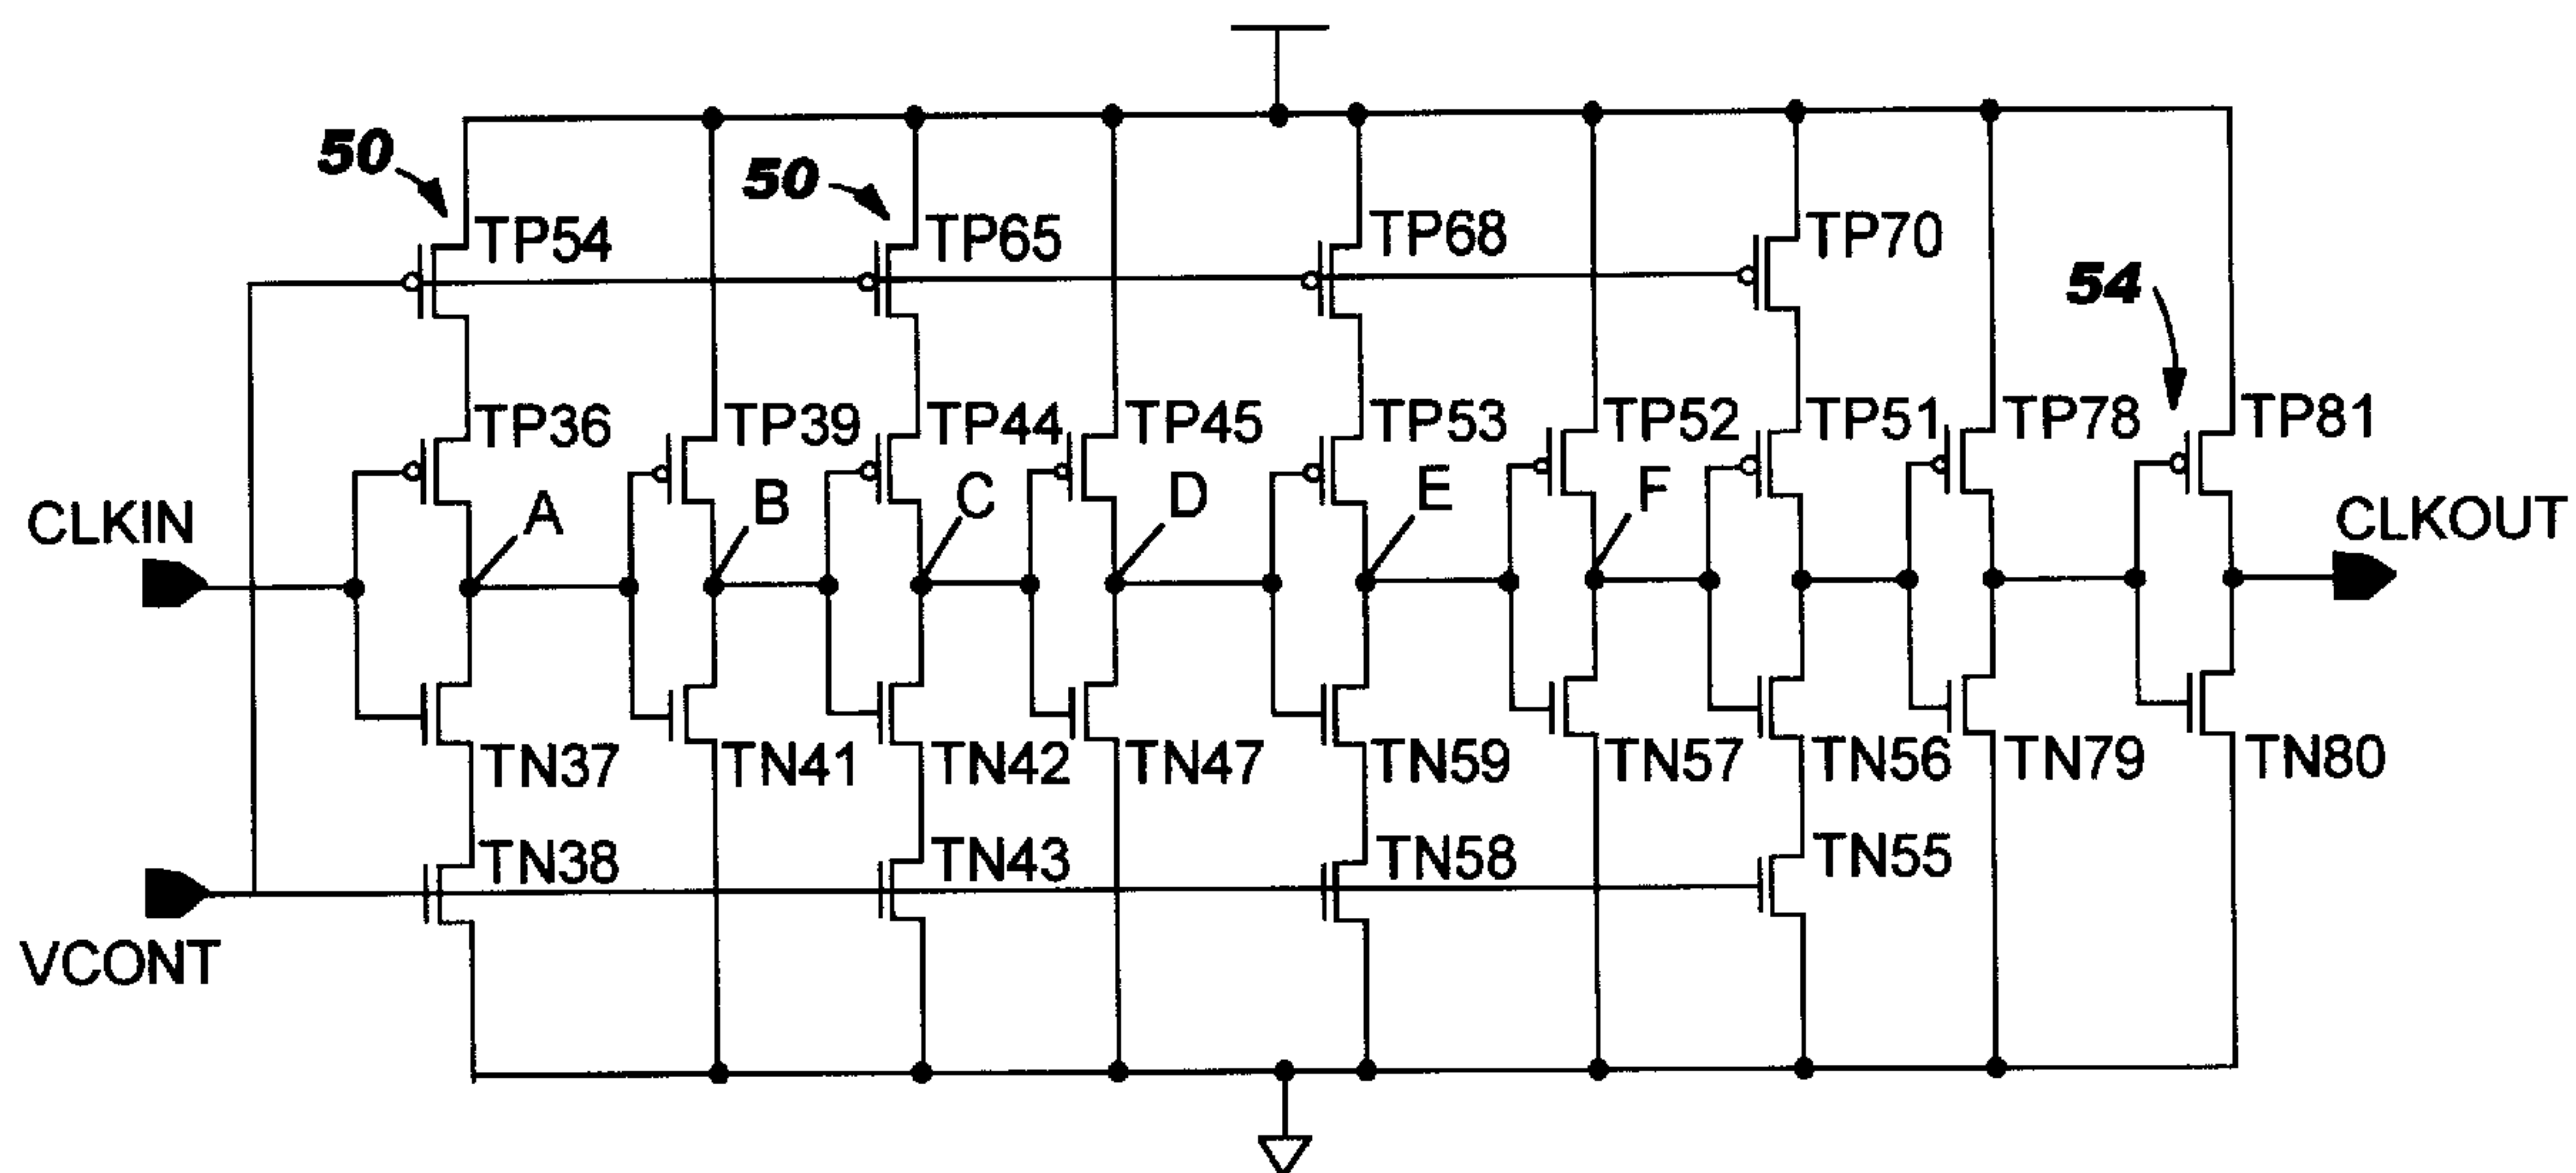 50
50
TP54
TP65
TP68
TP70
54
TP36
TP39
TP44
TP45
TP53
TP52
TP51
TP78
TP81
CLKIN
A
B
C
D
E
F
CLKOUT
TN37
TN41
TN42
TN47
TN59
TN57
TN56
TN79
TN80
TN38
TN43
TN58
TN55
VCONT